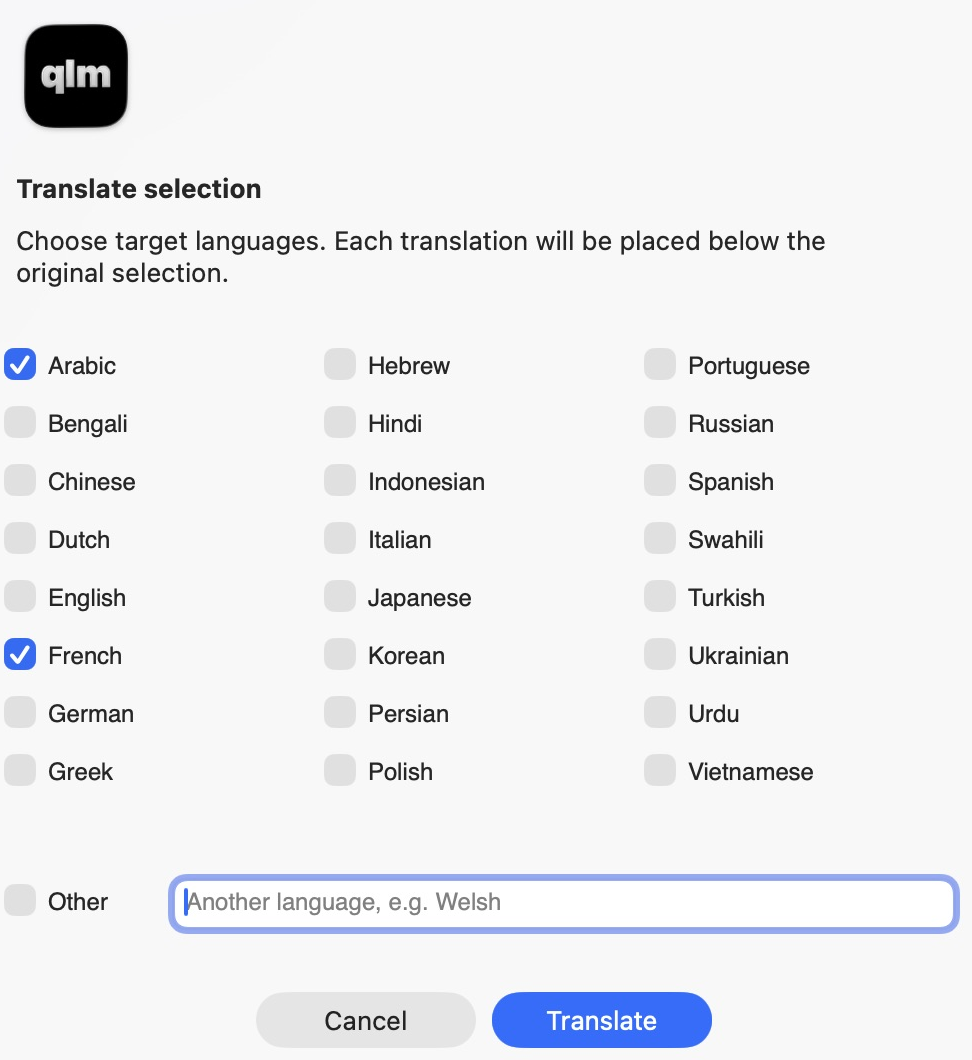 qlm
Translate selection
Choose target languages. Each translation will be placed below the
original selection.
Arabic
Hebrew
Portuguese
Bengali
Hindi
Russian
Chinese
Indonesian
Spanish
Dutch
Italian
Swahili
English
Japanese
Turkish
French
Korean
Ukrainian
German
Persian
Urdu
Greek
Polish
Vietnamese
Other
Another language, e.g. Welsh
Cancel
Translate